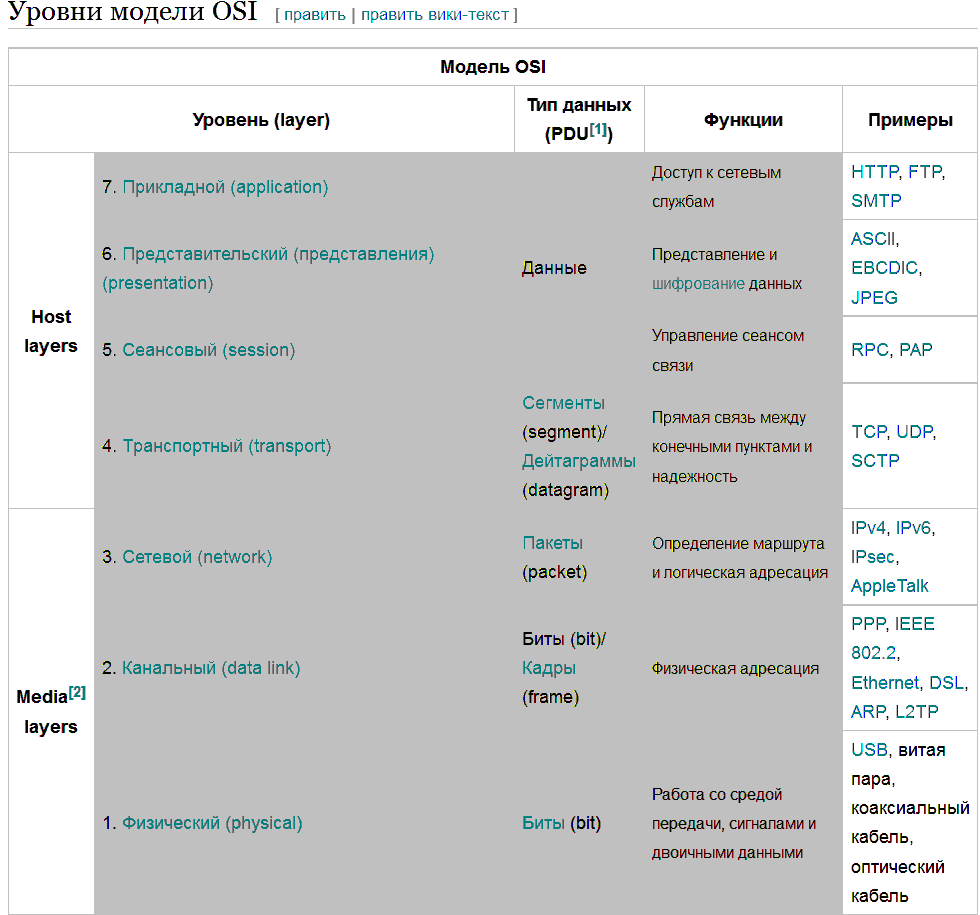 Уровни модели OSI [ править | править вики-текст ]
Модель OSI
Уровень (layer)
Тип данных
(PDU[1])
Функции
Примеры
Host
layers
7. Прикладной (application)
Доступ к сетевым
службам
HTTP, FTP,
SMTP
6. Представительский (представления)
(presentation)
Данные
Представление и
шифрование данных
ASCII,
EBCDIC,
JPEG
5. Сеансовый (session)
Управление сеансом
связи
RPC, PAP
4. Транспортный (transport)
Сегменты
(segment)/
Дейтаграммы
(datagram)
Прямая связь между
конечными пунктами и
надежность
TCP, UDP,
SCTP
Media[2]
layers
3. Сетевой (network)
Пакеты
(packet)
Определение маршрута
и логическая адресация
IPv4, IPv6,
IPsec,
AppleTalk
2. Канальный (data link)
Биты (bit)/
Кадры
(frame)
Физическая адресация
PPP, IEEE
802.2,
Ethernet, DSL,
ARP, L2TP
1. Физический (physical)
Биты (bit)
Работа со средой
передачи, сигналами и
двоичными данными
USB, витая
пара,
коаксиальный
кабель,
оптический
кабель